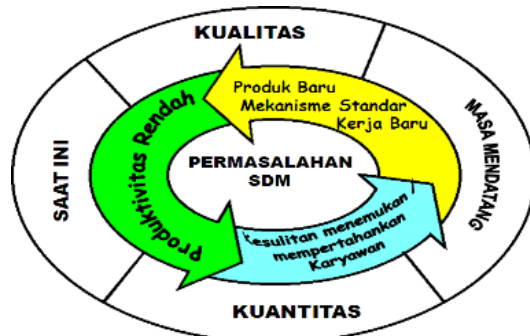 KUALITAS
Produk Baru
Mekanisme Standar
Kerja Baru
MASA MENDATANG
SAAT INI
Produktivitas Rendah
PERMASALAHAN
SDM
Kesulitan menemukan
mempertahankan
Karyawan
KUANTITAS